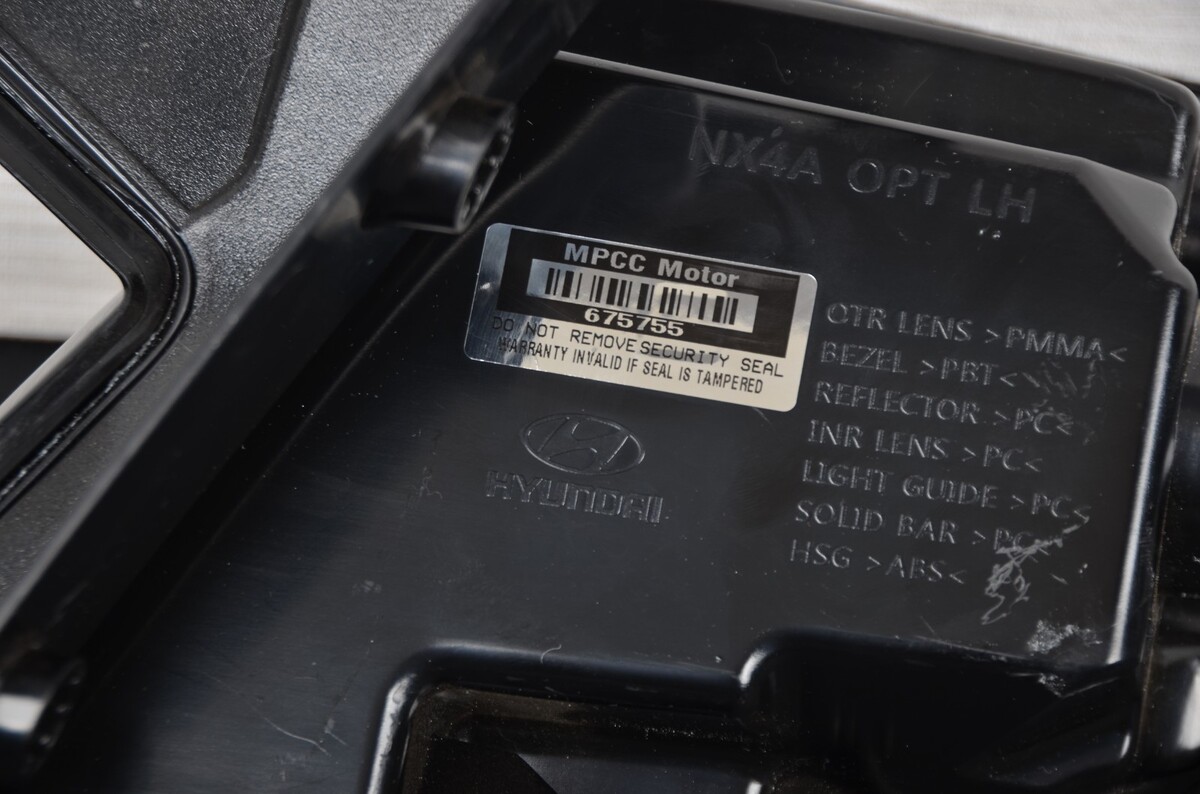 NX4A OPT LH
MPCC Motor
675755
DO NOT REMOVE SECURITY SEAL
WARRANTY INVALID IF SEAL IS TAMPERED
OTR LENS >PMMA<
BEZEL >PBT<
REFLECTOR >PC<
INR LENS >PC<
LIGHT GUIDE >PC<
SOLID BAR >PC<
HSG >ABS<
HYUNDAI